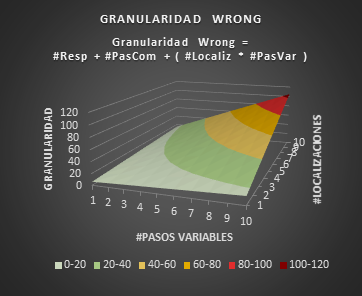 GRANULARIDAD WRONG
Granularidad Wrong =
#Resp + #PasCom + ( #Localiz * #PasVar )
GRANULARIDAD
120
100
80
60
40
20
0
1 2 3 4 5 6 7 8 9 10
#PASOS VARIABLES
1
2
3
4
5
6
7
8
9
10
#LOCALIZACIONES
0-20 20-40 40-60 60-80 80-100 100-120